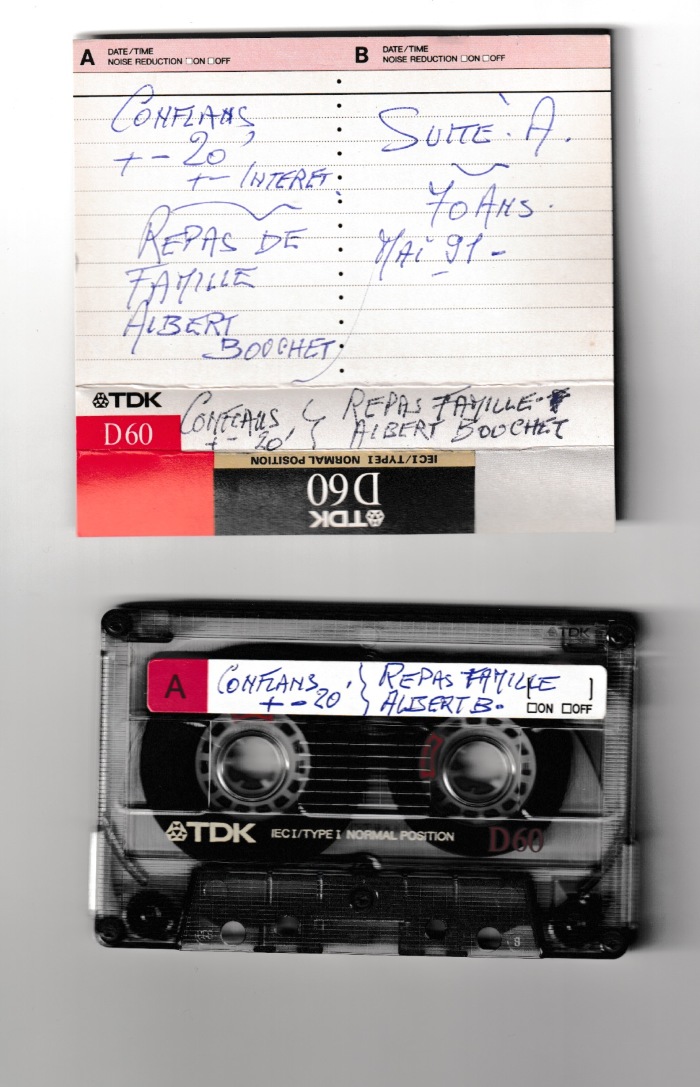 A DATE/TIME
NOISE REDUCTION □ON □OFF
CONFLANS
+ - 20'
+- INTERET.
REPAS DE
FAMILLE
ALBERT
BOUCHET
B DATE/TIME
NOISE REDUCTION □ON □OFF
SUITE A.
70 ANS.
MAI 91 -
TDK
D60
CONFLANS
+- 20'
REPAS FAMILLE
ALBERT BOUCHET
IECI/TYPE I NORMAL POSITION
D60
TDK
TDK
A
CONFLANS
+ - 20'
REPAS FAMILLE
ALBERT B.
□ON □OFF
TDK IECI/TYPE I NORMAL POSITION D60